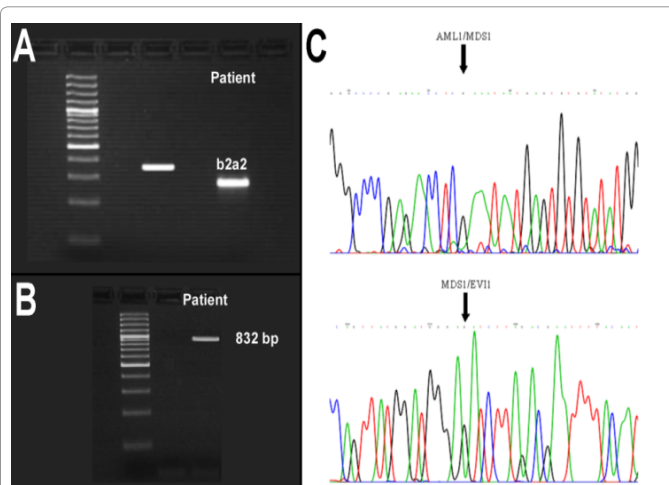 A
Patient
b2a2
B
Patient
832 bp
C
AML1/MDS1
MDS1/EVI1